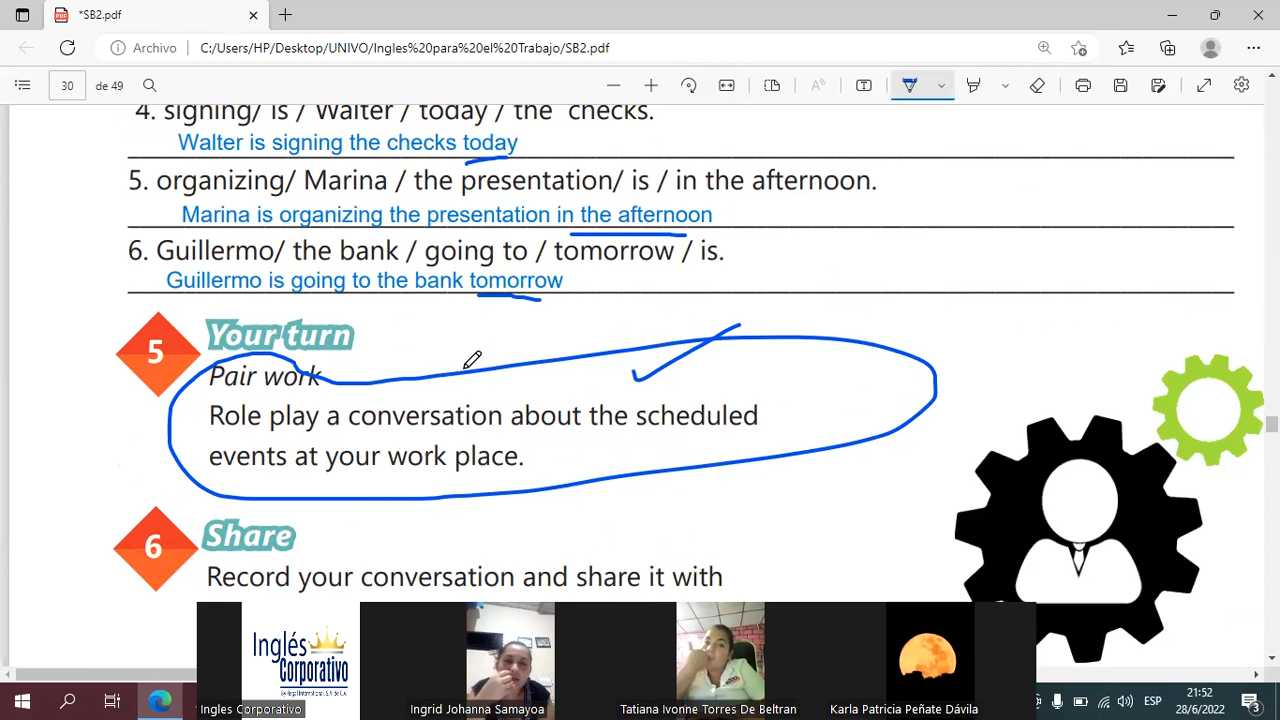 *SB2.pdf
Archivo
C:/Users/HP/Desktop/UNIVO/Ingles%20para%20el%20Trabajo/SB2.pdf
30
de 49
4. signing/ is / Walter / today / the checks.
Walter is signing the checks today
5. organizing/ Marina / the presentation/ is / in the afternoon.
Marina is organizing the presentation in the afternoon
6. Guillermo/ the bank / going to / tomorrow / is.
Guillermo is going to the bank tomorrow
5
Your turn
Pair work
Role play a conversation about the scheduled
events at your work place.
6
Share
Record your conversation and share it with
Inglés
Corporativo
Ingles Corporativo
Ingrid Johanna Samayoa
Tatiana Ivonne Torres De Beltran
Karla Patricia Peñate Dávila
ESP
21:52
28/6/2022
3